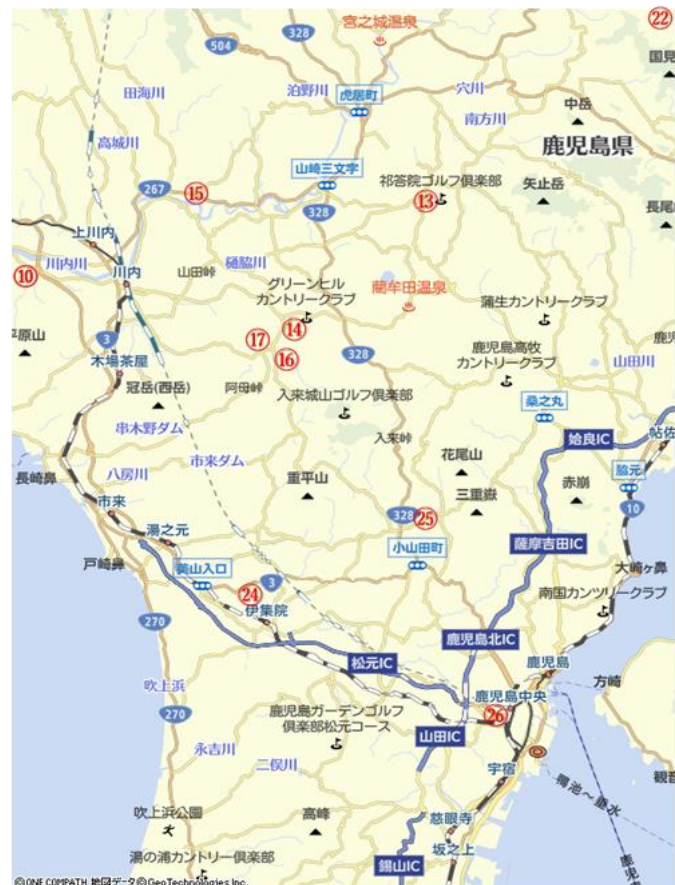 宮之城温泉
22
328
504
国見
泊野川
穴川
田海川
虎居町
中岳
南方川
高城川
鹿児島県
山崎三文字
267
15
祁答院ゴルフ倶楽部
13
矢止岳
328
長尾
上川内
川内川
10
川内
山田峠
樋脇川
グリーンヒル
カントリークラブ
藺牟田温泉
蒲生カントリークラブ
14
3
17
平原山
16
328
鹿児島高牧
カントリークラブ
鹿児
山田川
木場茶屋
冠岳(西岳)
阿母峠
入来城山ゴルフ倶楽部
桑之丸
串木野ダム
入来峠
姶良IC
帖佐
市来ダム
花尾山
八房川
長崎鼻
重平山
三重嶽
赤崩
脇元
市来
10
328
25
湯之元
薩摩吉田IC
戸崎鼻
小山田町
大崎ヶ鼻
美山入口
3
24
南国カンツリークラブ
伊集院
270
鹿児島北IC
松元IC
鹿児島
吹上浜
方崎
鹿児島中央
270
鹿児島ガーデンゴルフ
倶楽部松元コース
26
山田IC
永吉川
二俣川
宇宿
観音
鴨池〜垂水
吹上浜公園
高峰
慈眼寺
坂之上
湯の浦カントリー倶楽部
錫山IC
鹿児
©ONE COMPATH 地図データ©GeoTechnologies Inc.